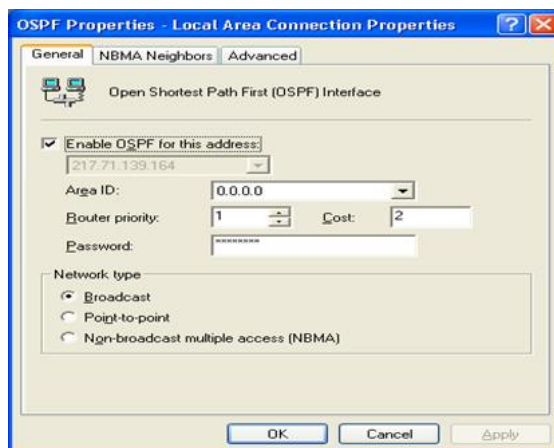 OSPF Properties - Local Area Connection Properties
General NBMA Neighbors Advanced
Open Shortest Path First (OSPF) Interface
Enable OSPF for this address:
217.71.139.164
Area ID: 0.0.0.0
Router priority: 1 Cost: 2
Password: ********
Network type
Broadcast
Point-to-point
Non-broadcast multiple access (NBMA)
OK Cancel Apply